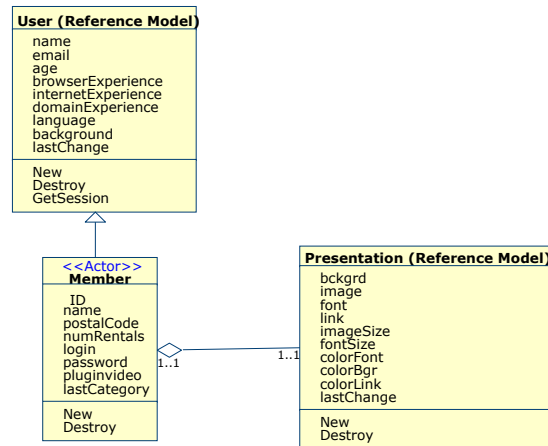 User (Reference Model)
name
email
age
browserExperience
internetExperience
domainExperience
language
background
lastChange
New
Destroy
GetSession
<<Actor>>
Member
ID
name
postalCode
numRentals
login
password
pluginvideo
lastCategory
New
Destroy
1..1
1..1
Presentation (Reference Model)
bckgrd
image
font
link
imageSize
fontSize
colorFont
colorBgr
colorLink
lastChange
New
Destroy